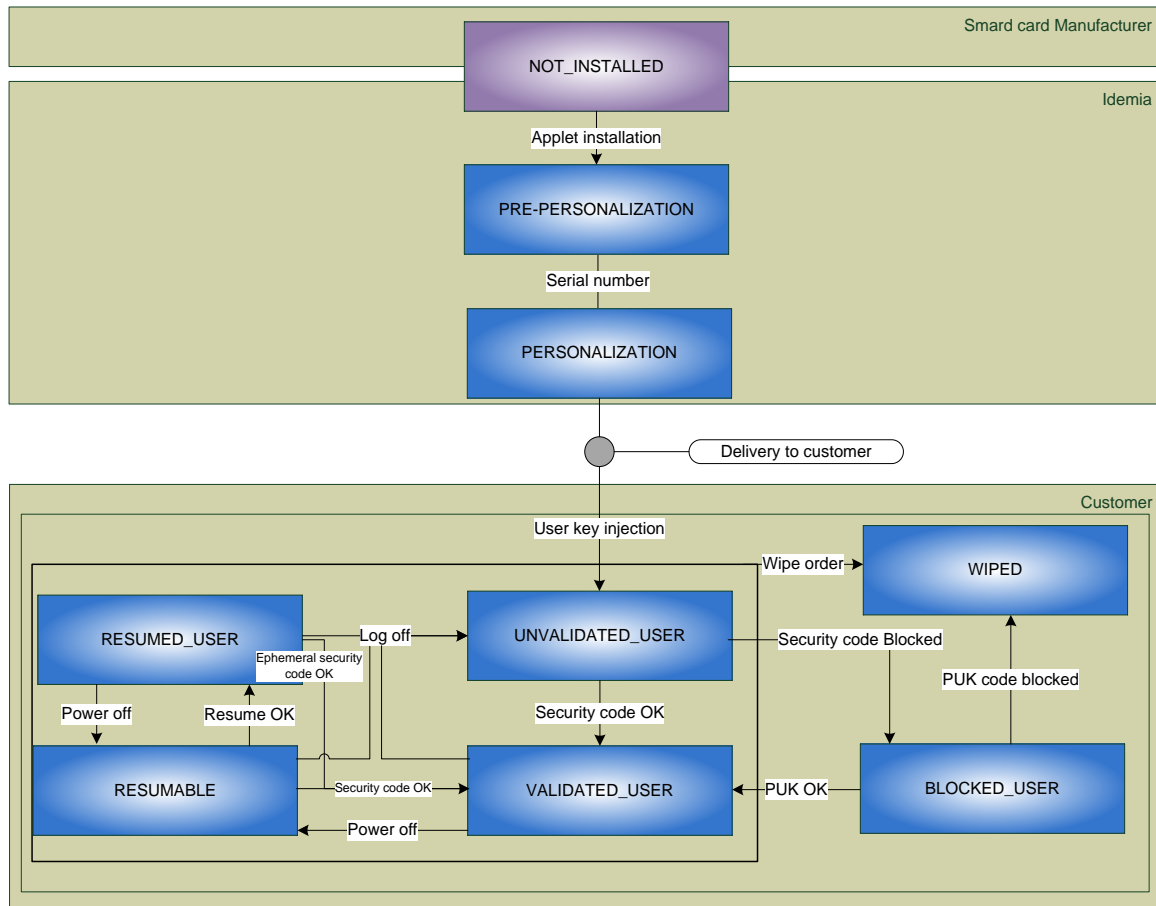 Smard card Manufacturer
NOT_INSTALLED
Idemia
Applet installation
PRE-PERSONALIZATION
Serial number
PERSONALIZATION
Delivery to customer
Customer
User key injection
Wipe order
WIPED
RESUMED_USER
Log off
UNVALIDATED_USER
Security code Blocked
Ephemeral security
code OK
PUK code blocked
Power off
Resume OK
Security code OK
RESUMABLE
Security code OK
VALIDATED_USER
PUK OK
BLOCKED_USER
Power off